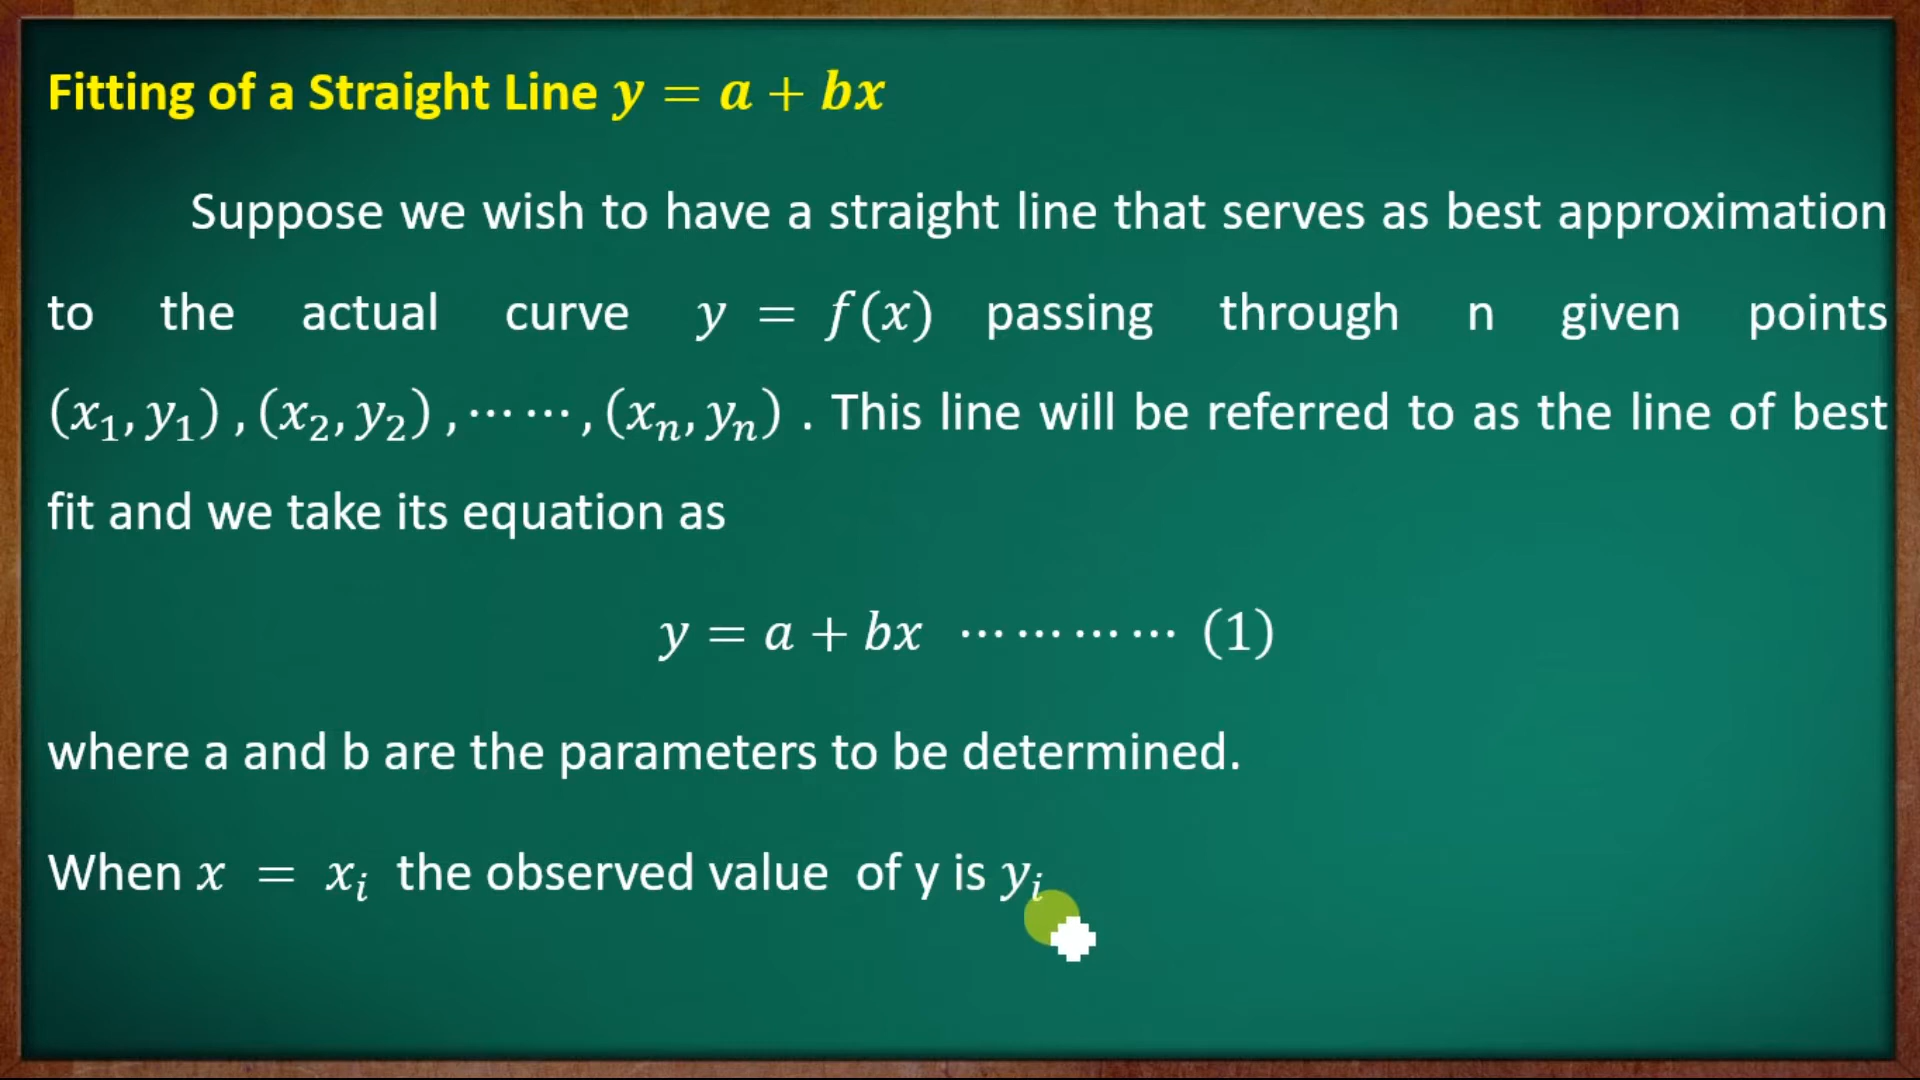 Fitting of a Straight Line y = a + bx
Suppose we wish to have a straight line that serves as best approximation
to the actual curve y = f(x) passing through n given points
(x₁, y₁) , (x₂, y₂) , ⋯⋯ , (xₙ, yₙ) . This line will be referred to as the line of best
fit and we take its equation as
y = a + bx ⋯⋯⋯⋯ (1)
where a and b are the parameters to be determined.
When x = xᵢ the observed value of y is yᵢ